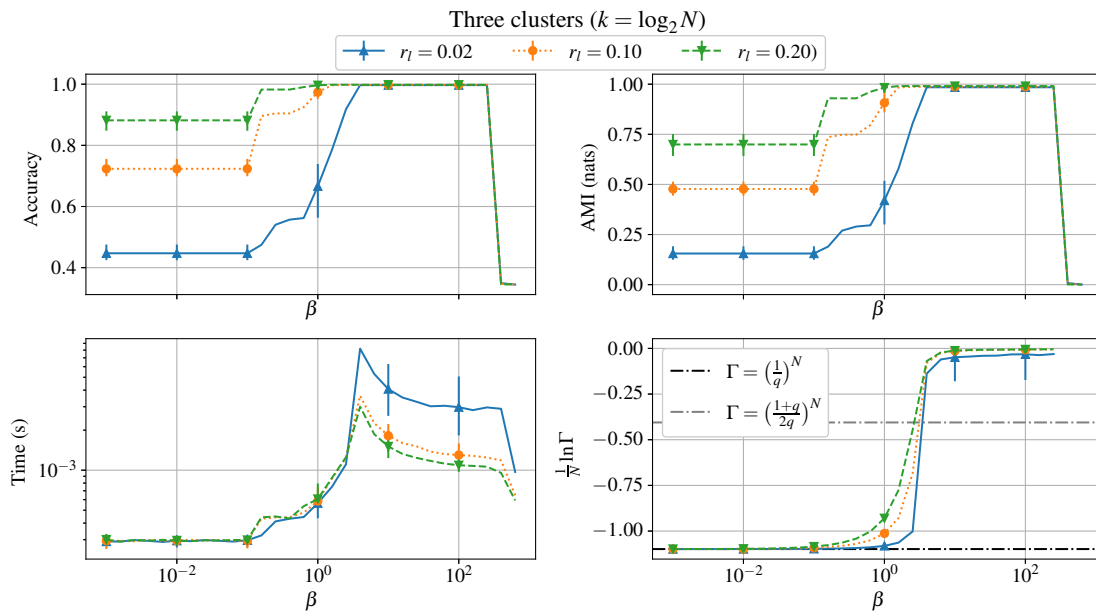 Three clusters (k = log₂ N)
r_l = 0.02 r_l = 0.10 r_l = 0.20)
1.0
0.8
0.6
0.4
Accuracy
β
1.00
0.75
0.50
0.25
0.00
AMI (nats)
β
10⁻³
Time (s)
10⁻² 10⁰ 10²
β
0.00
−0.25
−0.50
−0.75
−1.00
1/N ln Γ
Γ = (1/q)^N
Γ = (1+q/2q)^N
10⁻² 10⁰ 10²
β